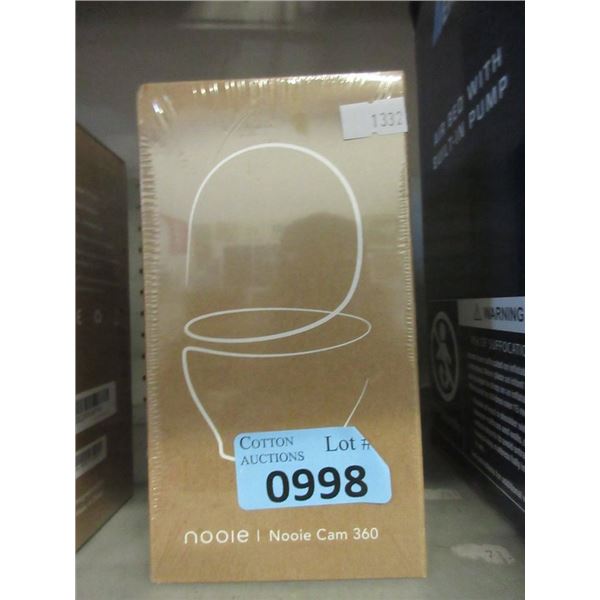 1332
AIR BED WITH
BUILT-IN PUMP
COTTON
AUCTIONS
Lot #
0998
WARNING
nooie | Nooie Cam 360